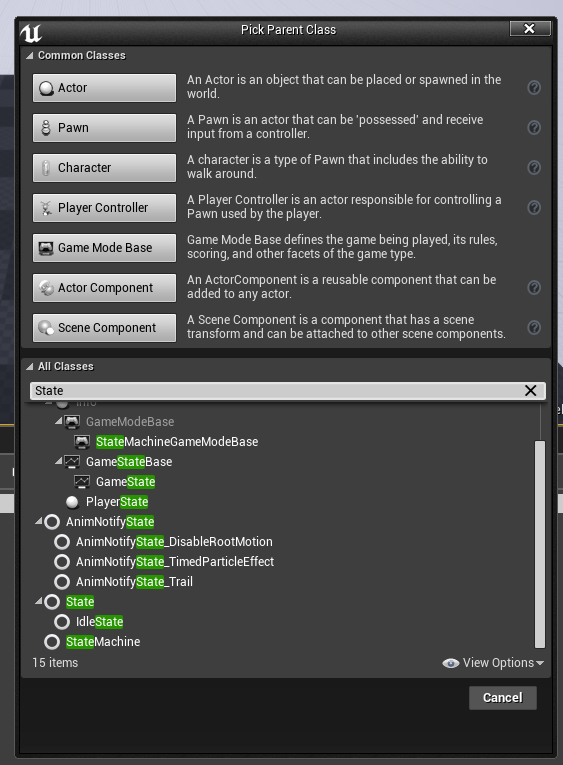 Pick Parent Class
Common Classes
Actor
An Actor is an object that can be placed or spawned in the
world.
Pawn
A Pawn is an actor that can be 'possessed' and receive
input from a controller.
Character
A character is a type of Pawn that includes the ability to
walk around.
Player Controller
A Player Controller is an actor responsible for controlling a
Pawn used by the player.
Game Mode Base
Game Mode Base defines the game being played, its rules,
scoring, and other facets of the game type.
Actor Component
An ActorComponent is a reusable component that can be
added to any actor.
Scene Component
A Scene Component is a component that has a scene
transform and can be attached to other scene components.
All Classes
State
Info
GameModeBase
StateMachineGameModeBase
GameStateBase
GameState
PlayerState
AnimNotifyState
AnimNotifyState_DisableRootMotion
AnimNotifyState_TimedParticleEffect
AnimNotifyState_Trail
State
IdleState
StateMachine
15 items
View Options
Cancel